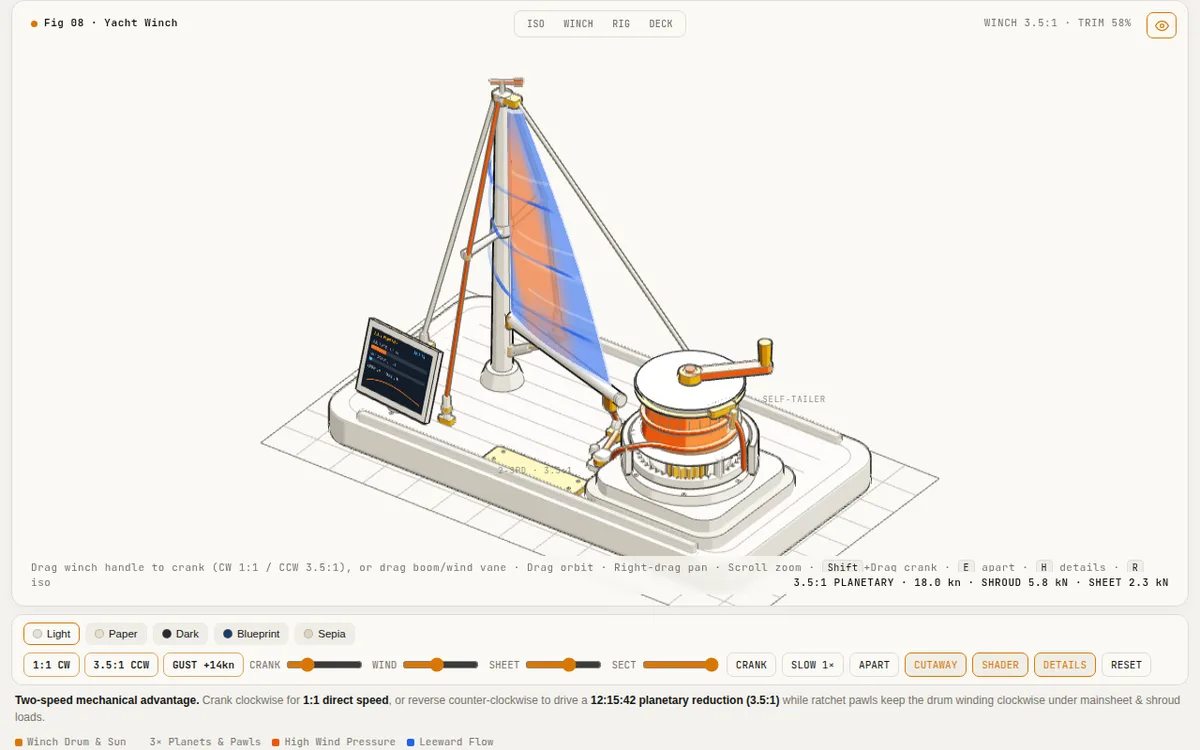 Fig 08 · Yacht Winch
ISO WINCH RIG DECK
WINCH 3.5:1 · TRIM 58%
SELF-TAILER
Drag winch handle to crank (CW 1:1 / CCW 3.5:1), or drag boom/wind vane · Drag orbit · Right-drag pan · Scroll zoom · Shift+Drag crank · E apart · H details · R
iso
3.5:1 PLANETARY · 18.0 kn · SHROUD 5.8 kN · SHEET 2.3 kN
Light Paper Dark Blueprint Sepia
1:1 CW 3.5:1 CCW GUST +14kn CRANK WIND SHEET SECT CRANK SLOW 1× APART CUTAWAY SHADER DETAILS RESET
Two-speed mechanical advantage. Crank clockwise for 1:1 direct speed, or reverse counter-clockwise to drive a 12:15:42 planetary reduction (3.5:1) while ratchet pawls keep the drum winding clockwise under mainsheet & shroud
loads.
Winch Drum & Sun 3× Planets & Pawls High Wind Pressure Leeward Flow